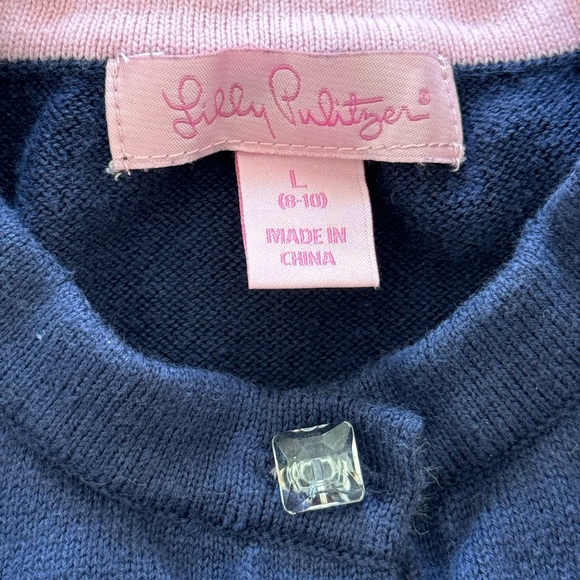 Lilly Pulitzer®
L
(8-10)
MADE IN
CHINA